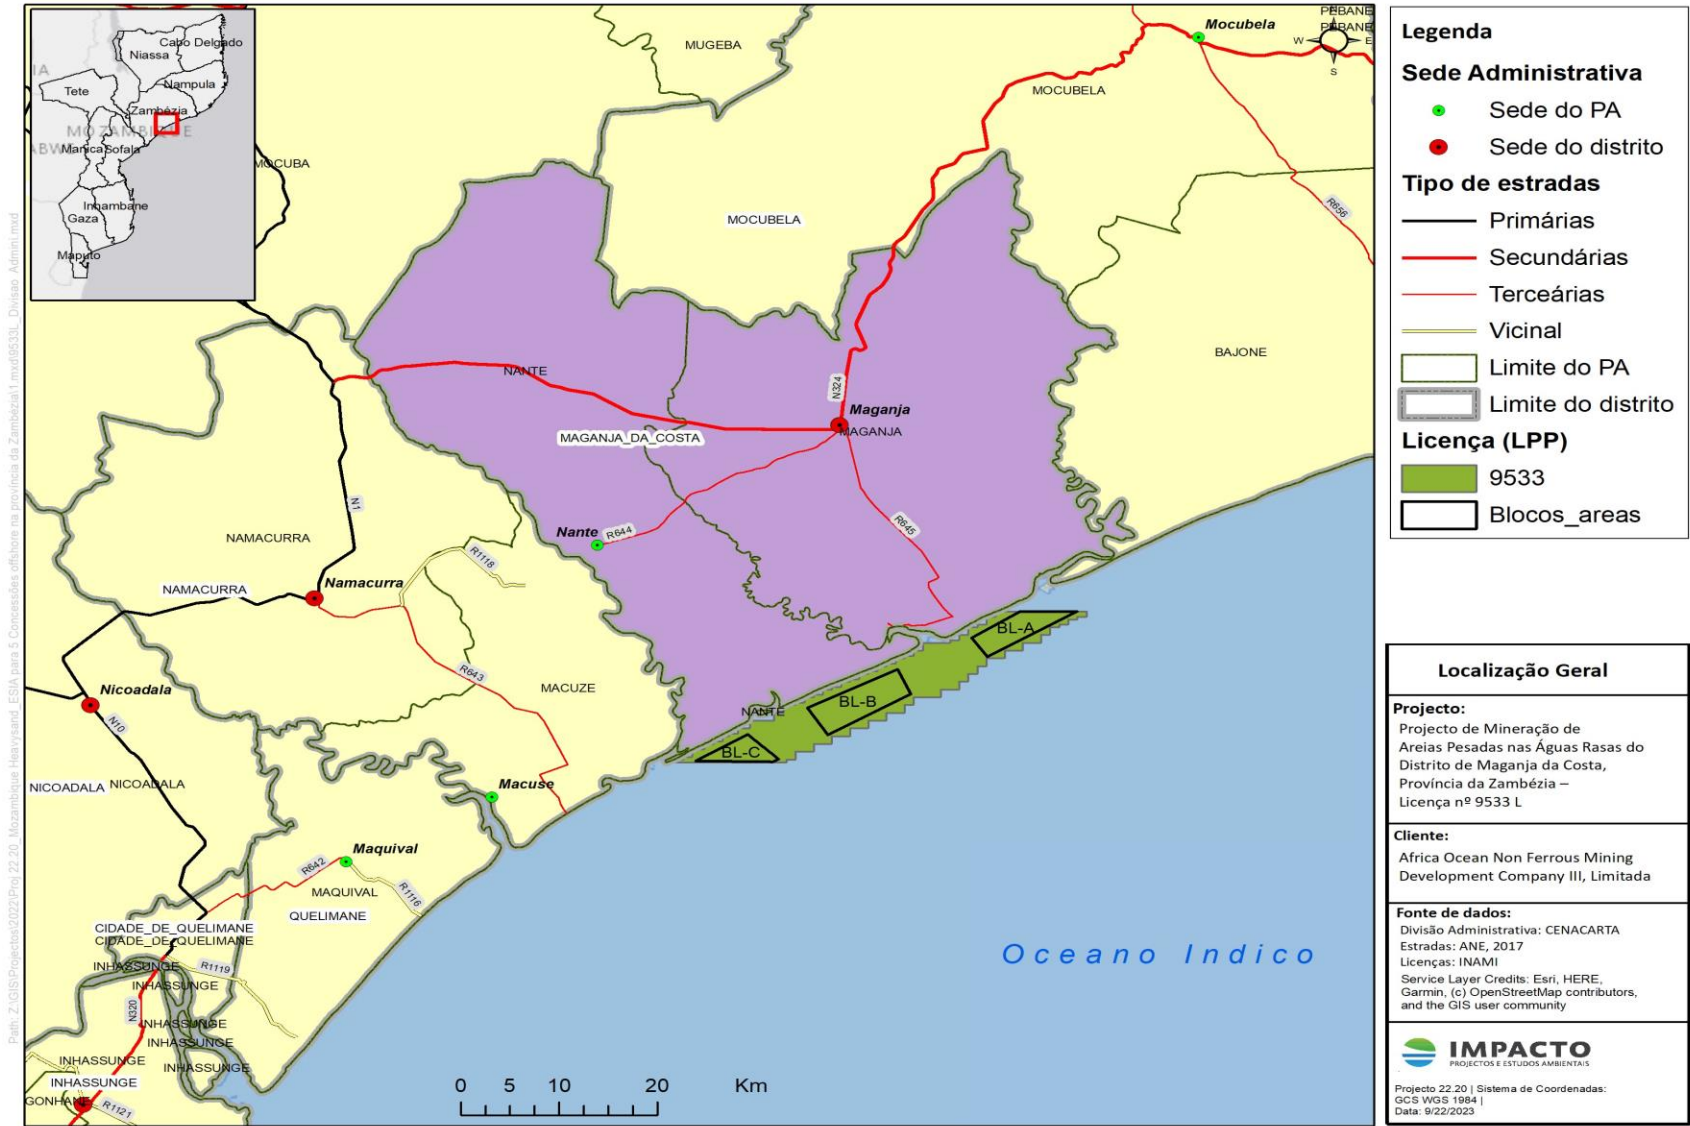 Cabo Delgado
Niassa
Nampula
Tete
Zambézia
MOZAMBIQUE
Manica
Sofala
Inhambane
Gaza
Maputo
MUGEBA
Mocubela
PEBANE
PEBANE
W
E
S
MOCUBELA
MOCUBA
MOCUBELA
R656
BAJONE
NANTE
N324
Maganja
MAGANJA
MAGANJA_DA_COSTA
N1
R645
Nante
R644
NAMACURRA
R1118
Namacurra
NAMACURRA
BL-A
R643
MACUZE
BL-B
NANTE
Nicoadala
N10
BL-C
NICOADALA
NICOADALA
Macuse
Maquival
R642
MAQUIVAL
R1116
QUELIMANE
CIDADE_DE_QUELIMANE
CIDADE_DE_QUELIMANE
Oceano Indico
INHASSUNGE
R1119
INHASSUNGE
N320
INHASSUNGE
INHASSUNGE
INHASSUNGE
INHASSUNGE
INHASSUNGE
GONHANE
R1121
0 5 10 20 Km
Legenda
Sede Administrativa
Sede do PA
Sede do distrito
Tipo de estradas
Primárias
Secundárias
Terceárias
Vicinal
Limite do PA
Limite do distrito
Licença (LPP)
9533
Blocos_areas
Localização Geral
Projecto:
Projecto de Mineração de
Areias Pesadas nas Águas Rasas do
Distrito de Maganja da Costa,
Província da Zambézia –
Licença nº 9533 L
Cliente:
Africa Ocean Non Ferrous Mining
Development Company III, Limitada
Fonte de dados:
Divisão Administrativa: CENACARTA
Estradas: ANE, 2017
Licenças: INAMI
Service Layer Credits: Esri, HERE,
Garmin, (c) OpenStreetMap contributors,
and the GIS user community
IMPACTO
PROJECTOS E ESTUDOS AMBIENTAIS
Projecto 22.20 | Sistema de Coordenadas:
GCS WGS 1984 |
Data: 9/22/2023